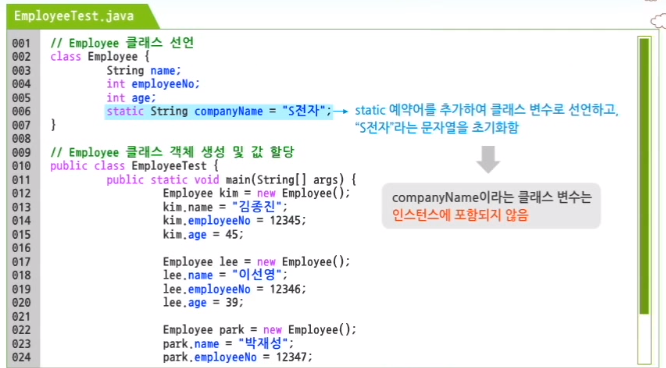 EmployeeTest.java
001 // Employee 클래스 선언
002 class Employee {
003 String name;
004 int employeeNo;
005 int age;
006 static String companyName = "S전자"; static 예약어를 추가하여 클래스 변수로 선언하고,
"S전자"라는 문자열을 초기화함
007 }
008
009 // Employee 클래스 객체 생성 및 값 할당
010 public class EmployeeTest {
011 public static void main(String[] args) {
012 Employee kim = new Employee();
companyName이라는 클래스 변수는
인스턴스에 포함되지 않음
013 kim.name = "김종진";
014 kim.employeeNo = 12345;
015 kim.age = 45;
016
017 Employee lee = new Employee();
018 lee.name = "이선영";
019 lee.employeeNo = 12346;
020 lee.age = 39;
021
022 Employee park = new Employee();
023 park.name = "박재성";
024 park.employeeNo = 12347;